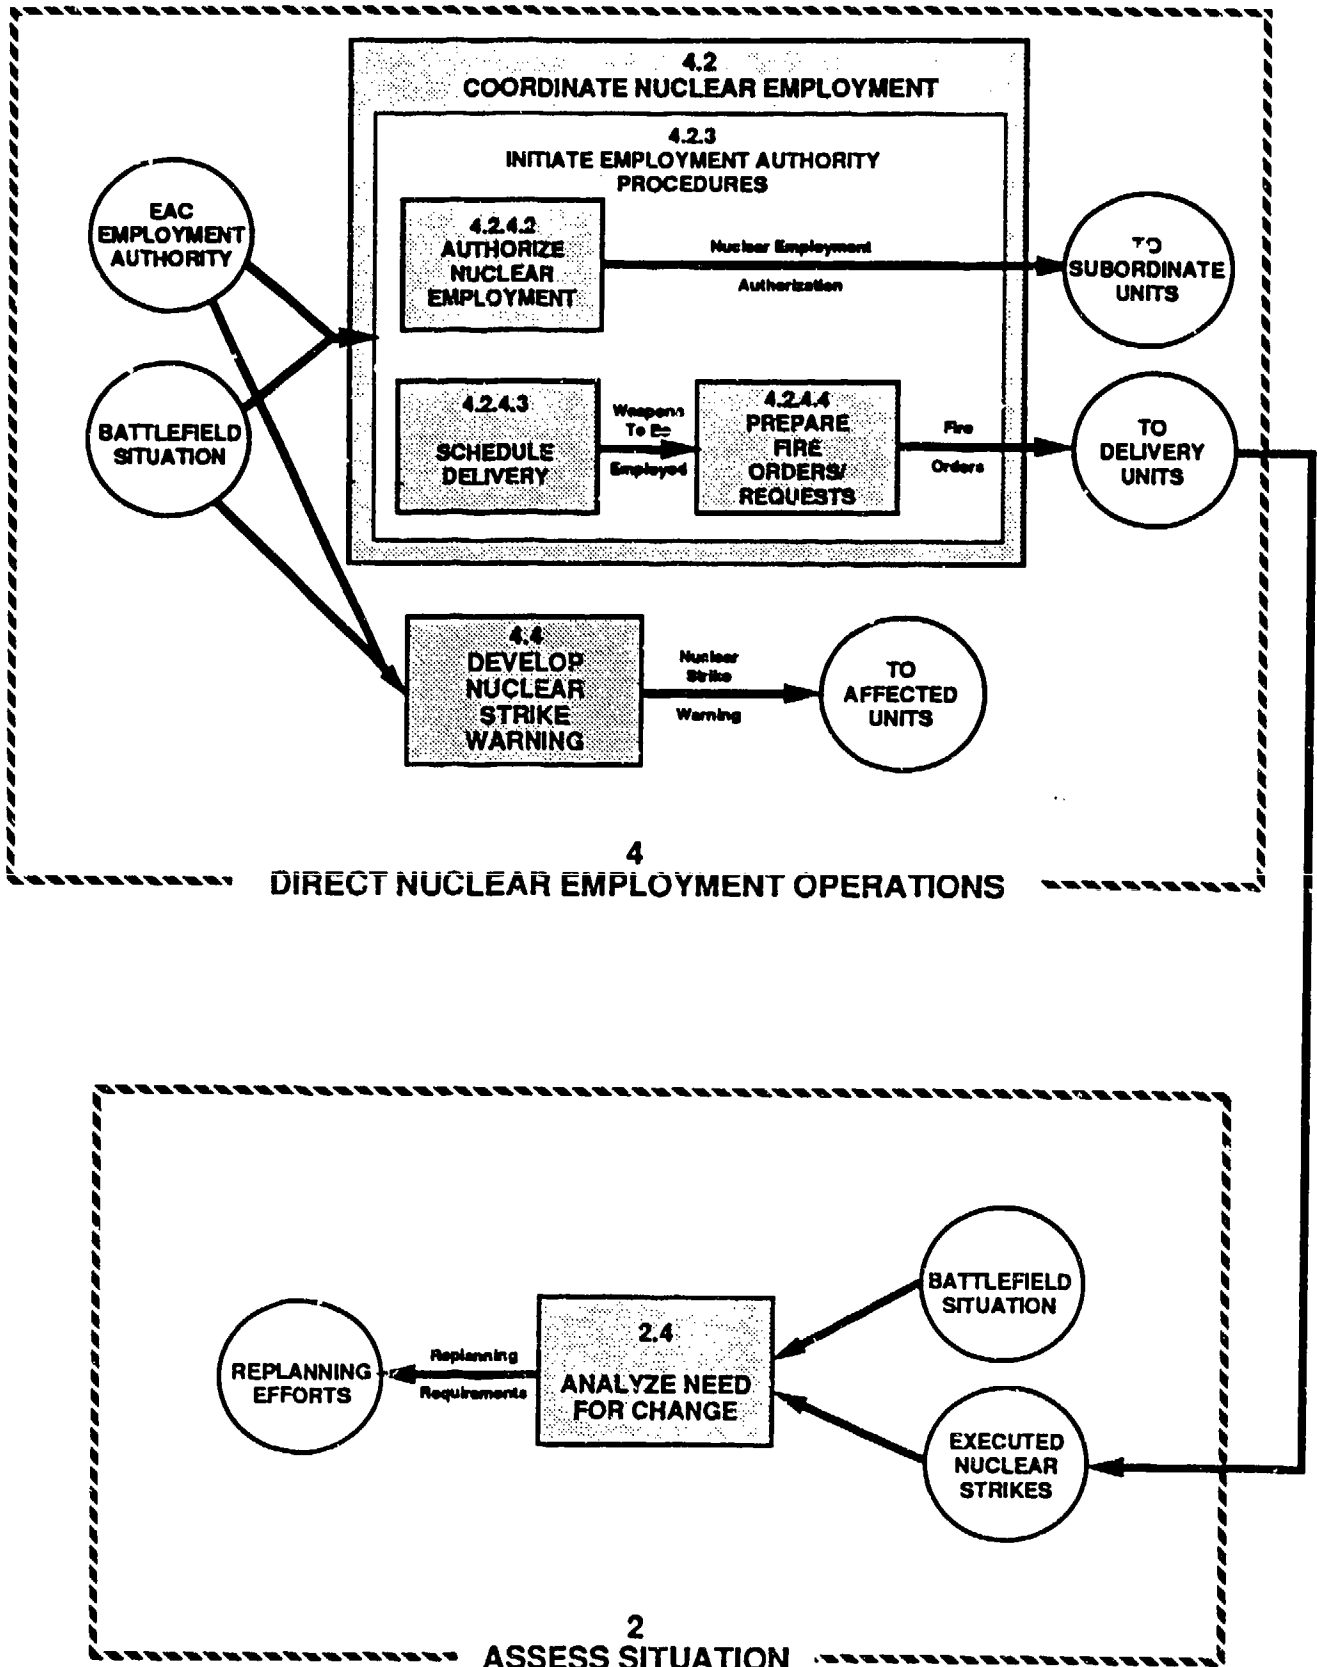 4.2
COORDINATE NUCLEAR EMPLOYMENT
4.2.3
INITIATE EMPLOYMENT AUTHORITY
PROCEDURES
EAC
EMPLOYMENT
AUTHORITY
4.2.4.2
AUTHORIZE
NUCLEAR
EMPLOYMENT
Nuclear Employment
Authorization
TO
SUBORDINATE
UNITS
BATTLEFIELD
SITUATION
4.2.4.3
SCHEDULE
DELIVERY
Weapons
To Be
Employed
4.2.4.4
PREPARE
FIRE
ORDERS/
REQUESTS
Fire
Orders
TO
DELIVERY
UNITS
4.4
DEVELOP
NUCLEAR
STRIKE
WARNING
Nuclear
Strike
Warning
TO
AFFECTED
UNITS
4
DIRECT NUCLEAR EMPLOYMENT OPERATIONS
BATTLEFIELD
SITUATION
2.4
ANALYZE NEED
FOR CHANGE
Replanning
Requirements
REPLANNING
EFFORTS
EXECUTED
NUCLEAR
STRIKES
2
ASSESS SITUATION